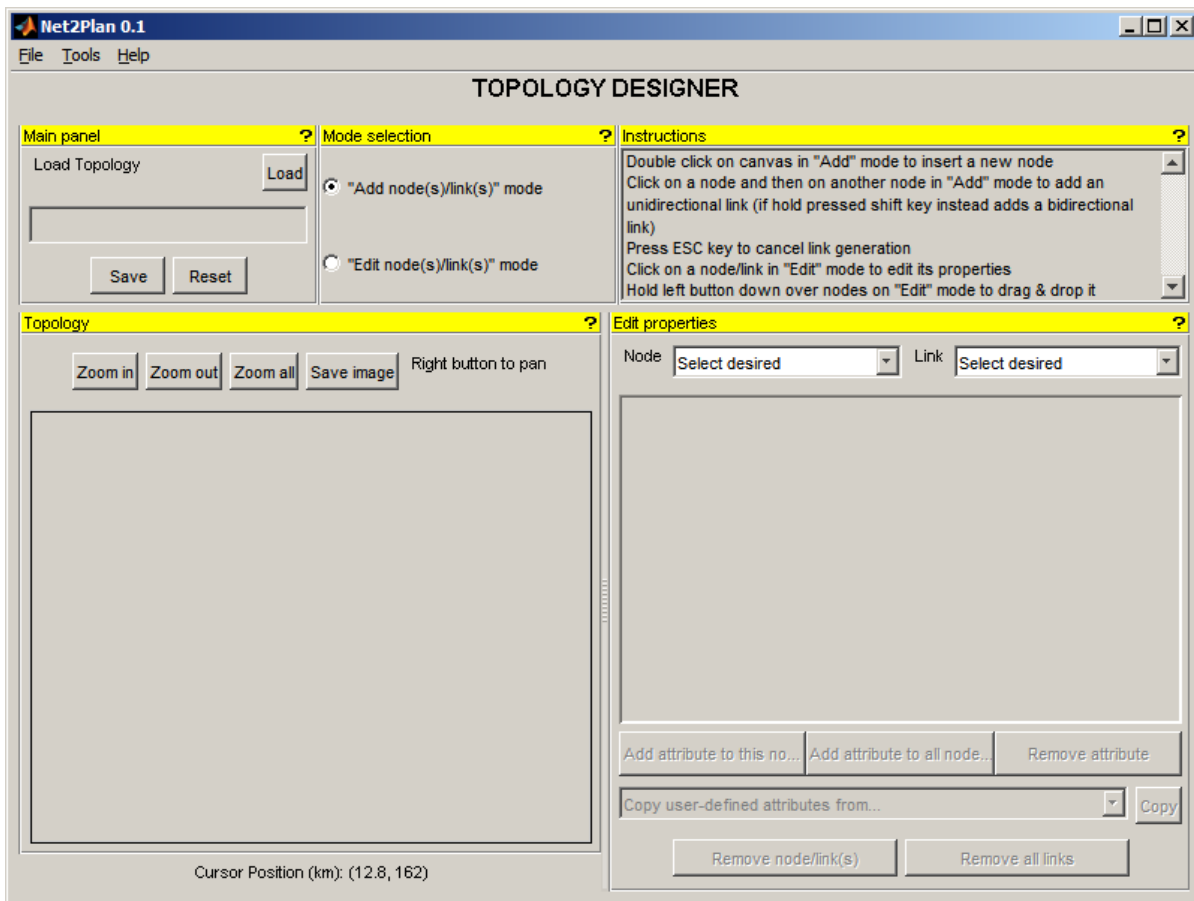 Net2Plan 0.1
File Tools Help
TOPOLOGY DESIGNER
Main panel ?
Load Topology
Load
Save Reset
Mode selection ?
"Add node(s)/link(s)" mode
"Edit node(s)/link(s)" mode
Instructions ?
Double click on canvas in "Add" mode to insert a new node
Click on a node and then on another node in "Add" mode to add an
unidirectional link (if hold pressed shift key instead adds a bidirectional
link)
Press ESC key to cancel link generation
Click on a node/link in "Edit" mode to edit its properties
Hold left button down over nodes on "Edit" mode to drag & drop it
Topology ?
Zoom in Zoom out Zoom all Save image Right button to pan
Cursor Position (km): (12.8, 162)
Edit properties ?
Node Select desired Link Select desired
Add attribute to this no... Add attribute to all node... Remove attribute
Copy user-defined attributes from... Copy
Remove node/link(s) Remove all links